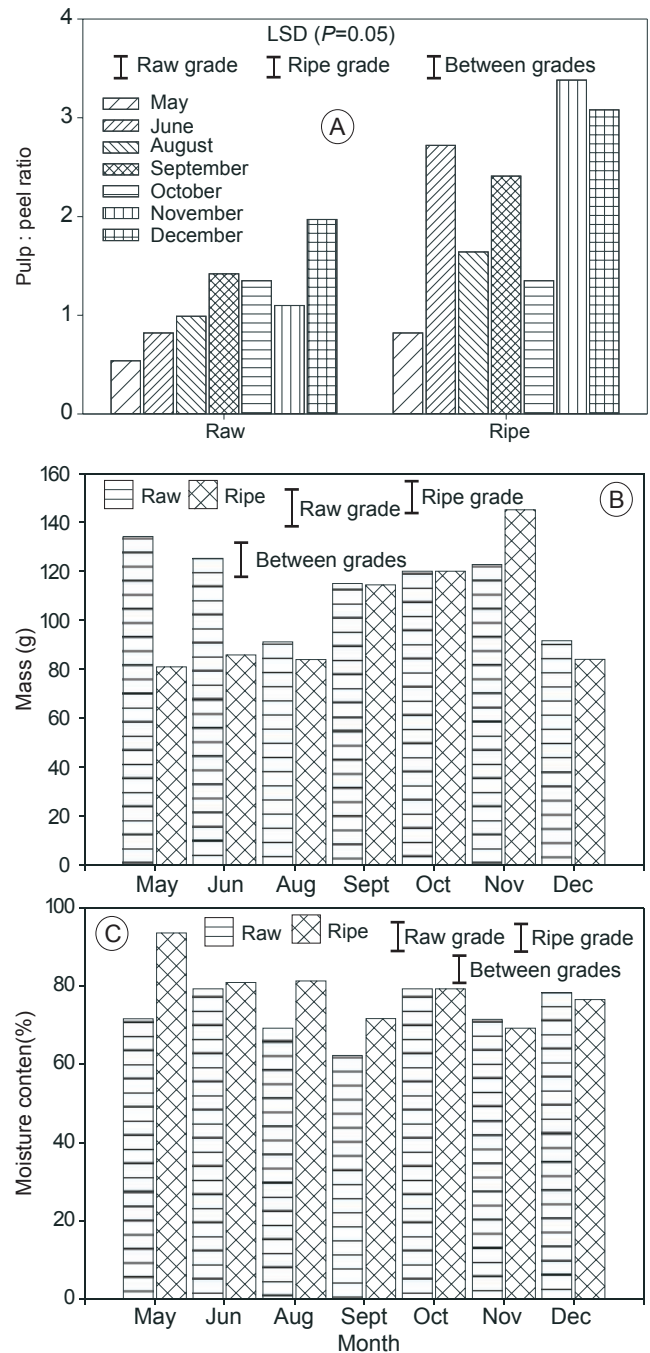 LSD (P=0.05)
Raw grade Ripe grade Between grades
May
June
August
September
October
November
December
A
4
3
2
1
0
Pulp : peel ratio
Raw Ripe
160
140
120
100
80
60
40
20
0
Mass (g)
Raw Ripe Raw grade Ripe grade
Between grades
B
May Jun Aug Sept Oct Nov Dec
100
80
60
40
20
0
Moisture conten(%)
C
Raw Ripe Raw grade Ripe grade
Between grades
May Jun Aug Sept Oct Nov Dec
Month